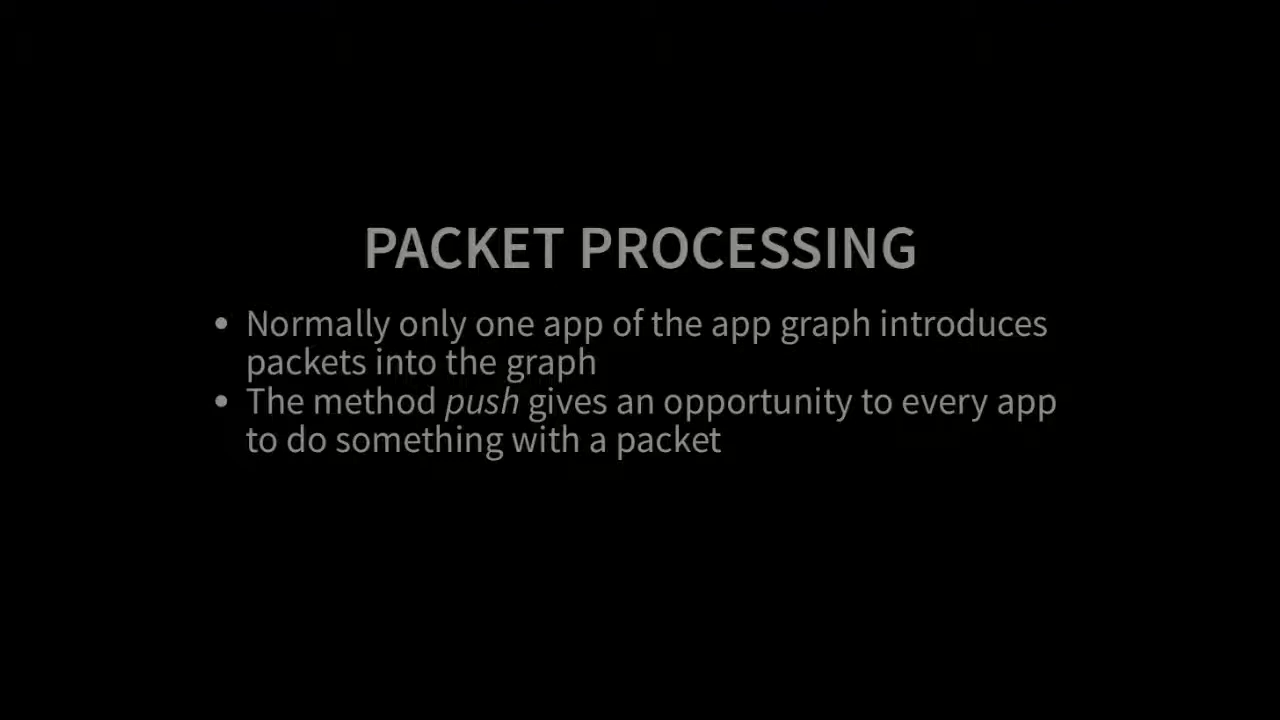 PACKET PROCESSING
• Normally only one app of the app graph introduces
packets into the graph
• The method push gives an opportunity to every app
to do something with a packet